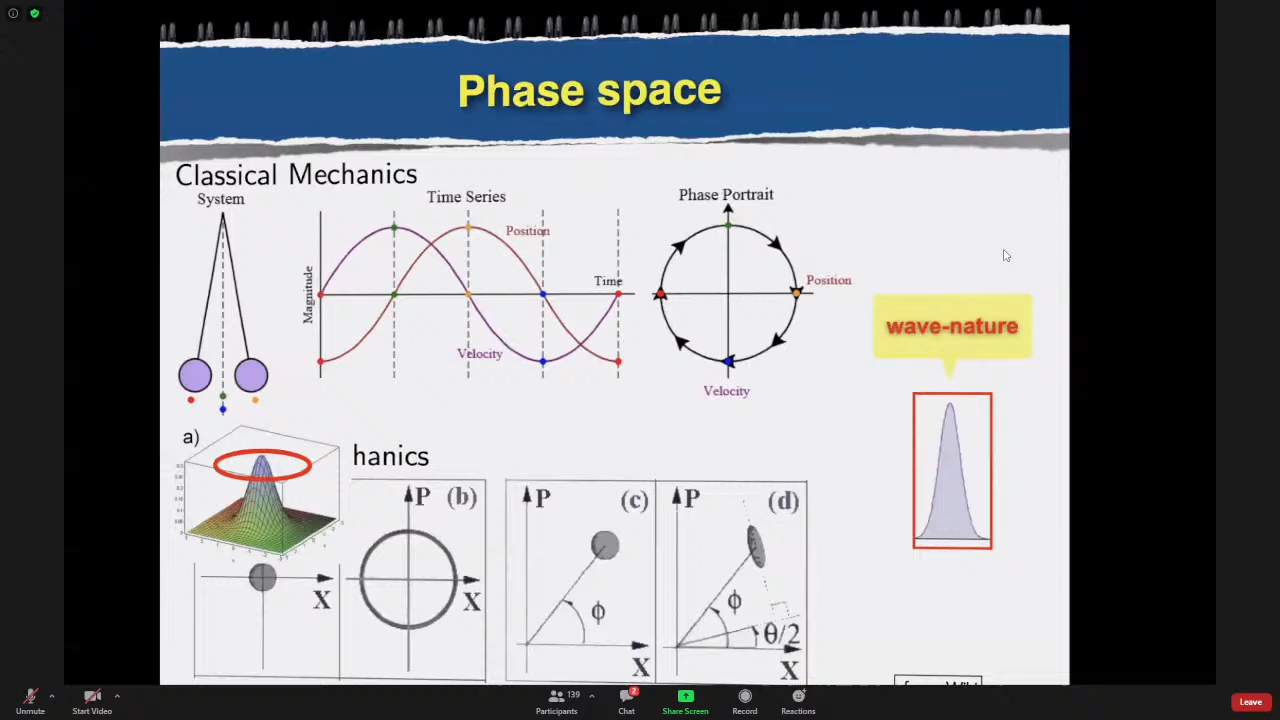 Phase space
Classical Mechanics
System
Time Series
Phase Portrait
Position
Magnitude
Time
Velocity
Position
Velocity
wave-nature
a)
hanics
P (b)
X
X
P (c)
ϕ
X
P (d)
ϕ
θ/2
X
Unmute
Start Video
139
Participants
2
Chat
Share Screen
Record
Reactions
Leave